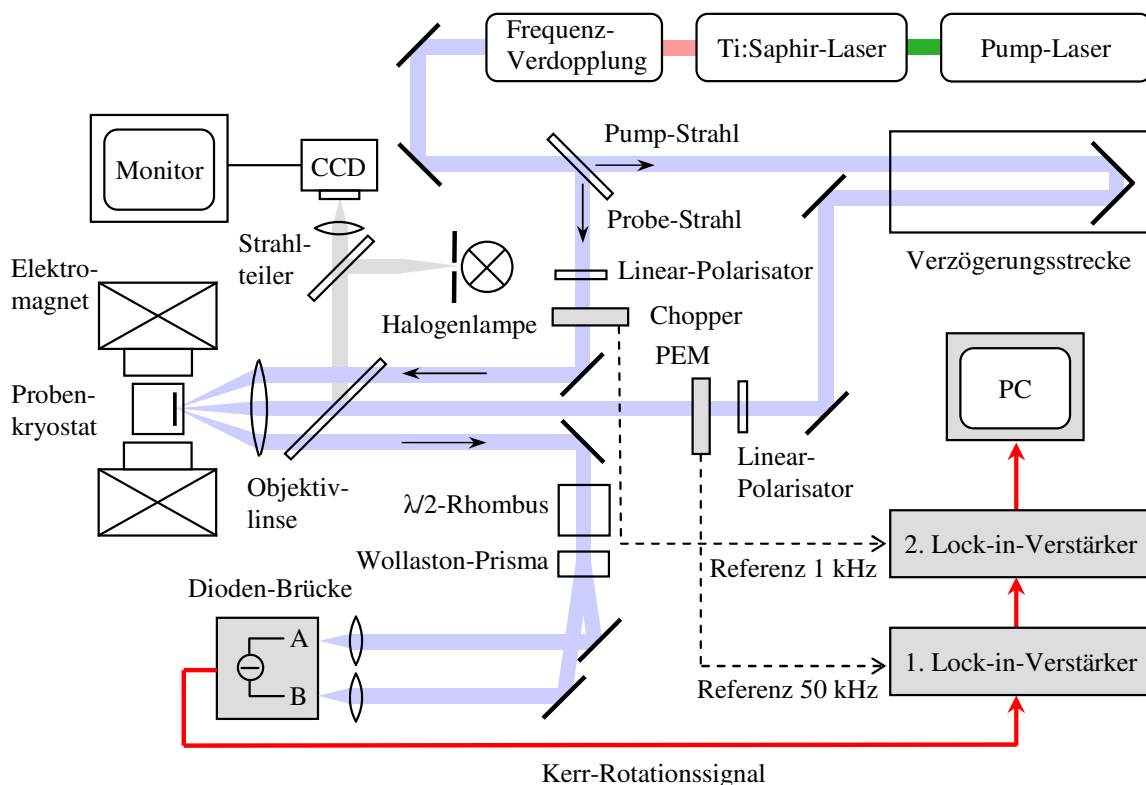 Frequenz-
Verdopplung
Ti:Saphir-Laser
Pump-Laser
Monitor
CCD
Pump-Strahl
Probe-Strahl
Strahl-
teiler
Linear-Polarisator
Verzögerungsstrecke
Elektro-
magnet
Halogenlampe
Chopper
PEM
Proben-
kryostat
PC
Objektiv-
linse
Linear-
Polarisator
λ/2-Rhombus
Wollaston-Prisma
2. Lock-in-Verstärker
Referenz 1 kHz
Dioden-Brücke
A
B
1. Lock-in-Verstärker
Referenz 50 kHz
Kerr-Rotationssignal